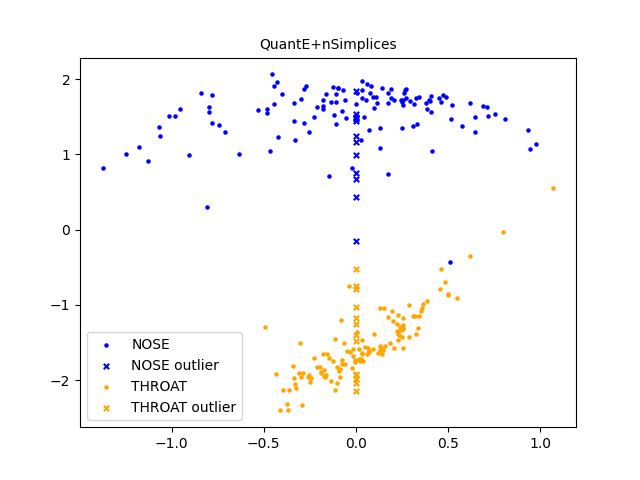 QuantE+nSimplices
2
1
0
−1
−2
NOSE
NOSE outlier
THROAT
THROAT outlier
−1.0 −0.5 0.0 0.5 1.0